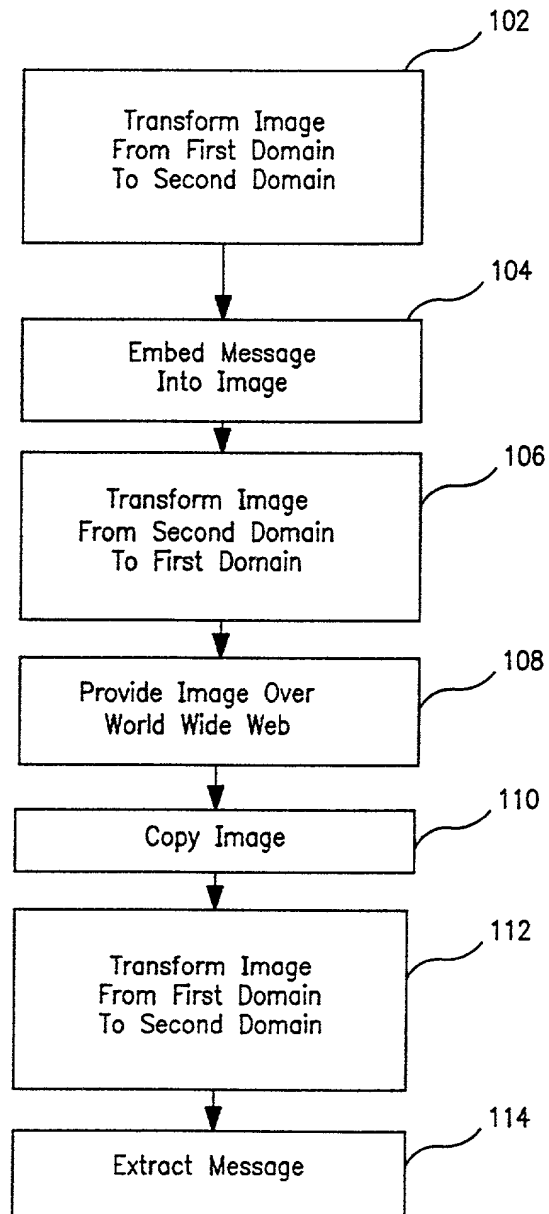 102
Transform Image
From First Domain
To Second Domain
104
Embed Message
Into Image
106
Transform Image
From Second Domain
To First Domain
108
Provide Image Over
World Wide Web
110
Copy Image
112
Transform Image
From First Domain
To Second Domain
114
Extract Message